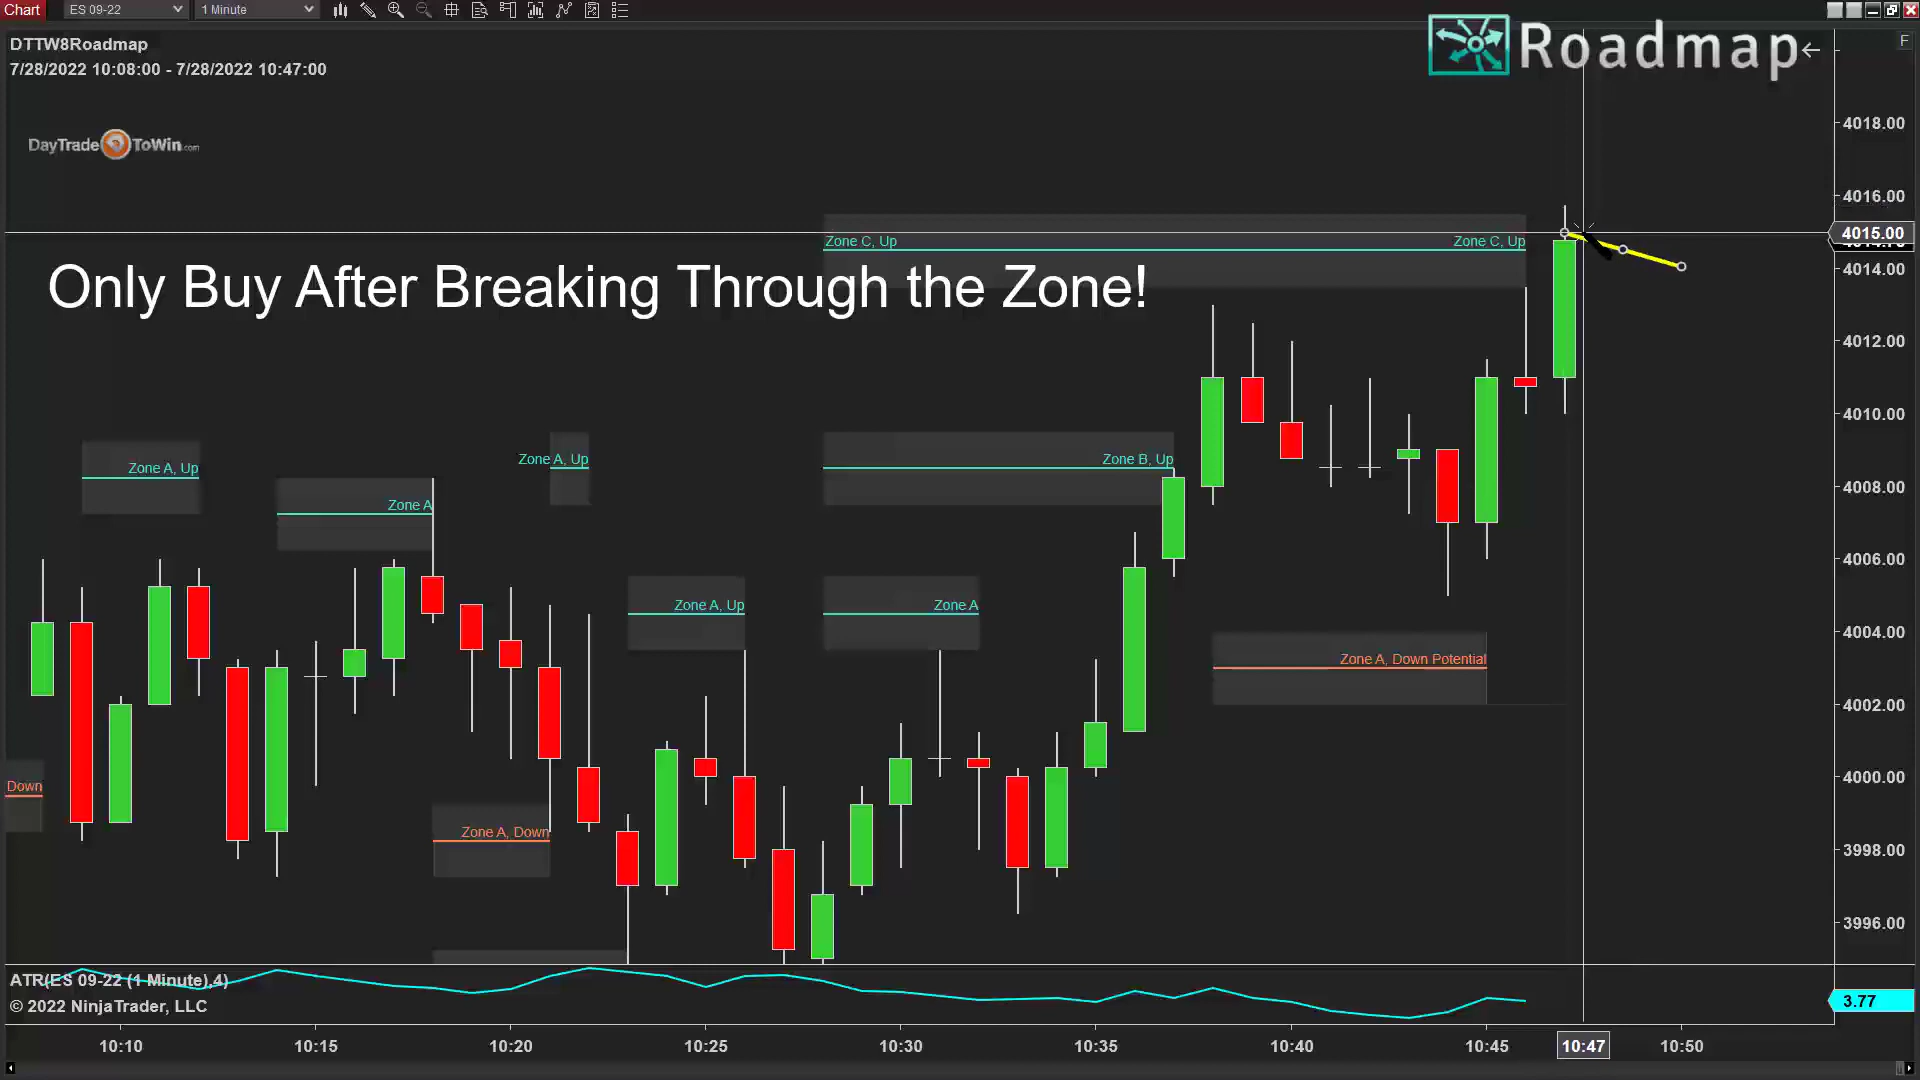 Chart ES 09-22 1 Minute
Roadmap
F
DTTW8Roadmap
7/28/2022 10:08:00 - 7/28/2022 10:47:00
DayTradeToWin.com
4018.00
4016.00
4015.00
4014.00
4012.00
4010.00
4008.00
4006.00
4004.00
4002.00
4000.00
3998.00
3996.00
Zone C, Up Zone C, Up
Only Buy After Breaking Through the Zone!
Zone A, Up Zone A, Up Zone B, Up
Zone A
Zone A, Up Zone A
Zone A, Down Potential
Down
Zone A, Down
ATR(ES 09-22 (1 Minute),4)
© 2022 NinjaTrader, LLC
3.77
10:10 10:15 10:20 10:25 10:30 10:35 10:40 10:45 10:47 10:50